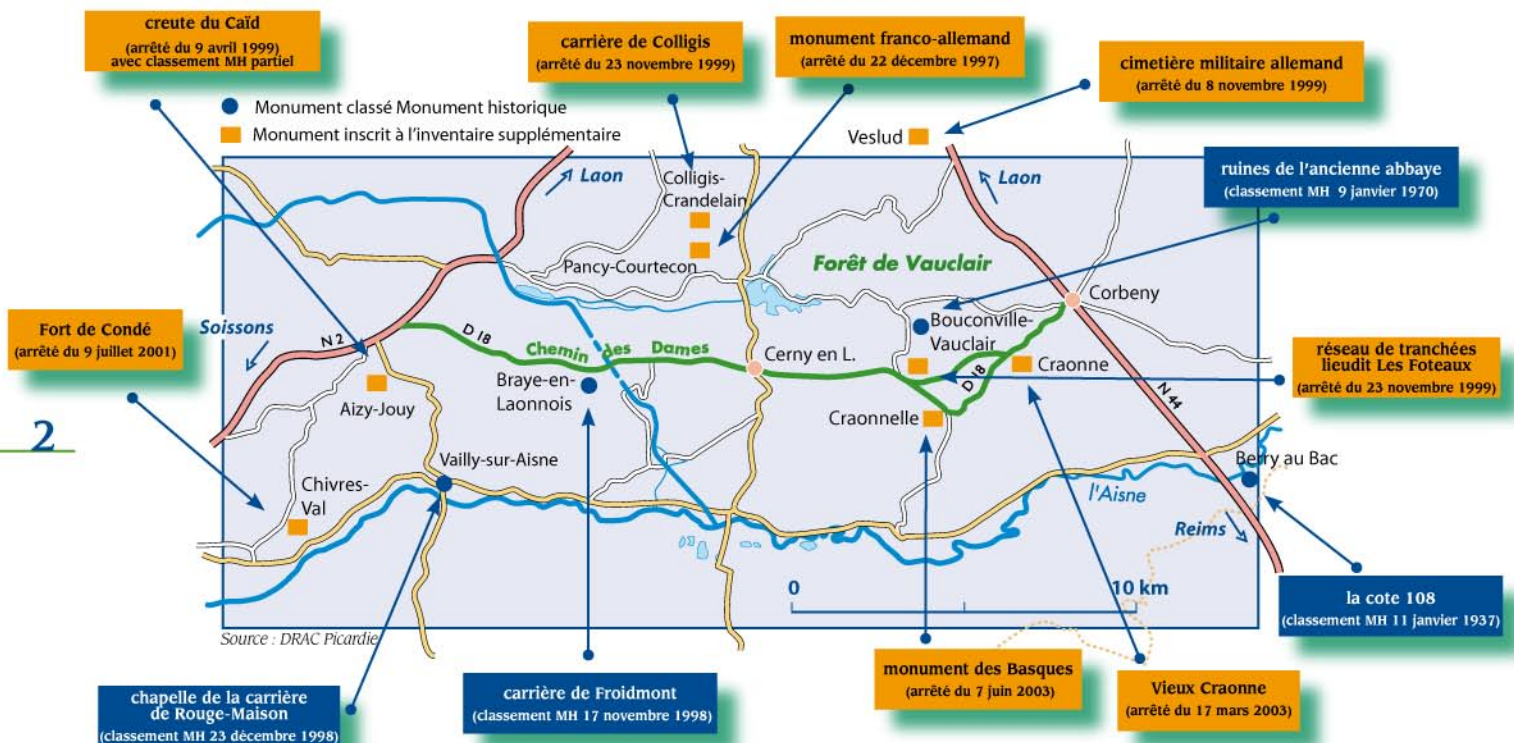 creute du Caïd
(arrêté du 9 avril 1999)
avec classement MH partiel
carrière de Colligis
(arrêté du 23 novembre 1999)
monument franco-allemand
(arrêté du 22 décembre 1997)
cimetière militaire allemand
(arrêté du 8 novembre 1999)
Monument classé Monument historique
Monument inscrit à l'inventaire supplémentaire
Veslud
ruines de l'ancienne abbaye
(classement MH 9 janvier 1970)
Laon
Colligis-
Crandelain
Laon
Pancy-Courtecon
Forêt de Vauclair
Corbeny
Fort de Condé
(arrêté du 9 juillet 2001)
Soissons
N 2
D 18
Chemin des Dames
Cerny en L.
Bouconville-
Vauclair
Craonne
D 18
réseau de tranchées
lieudit Les Foteaux
(arrêté du 23 novembre 1999)
Aizy-Jouy
Braye-en-
Laonnois
Craonnelle
N 44
2
Vailly-sur-Aisne
Chivres-
Val
Berry au Bac
l'Aisne
Reims
0 10 km
la cote 108
(classement MH 11 janvier 1937)
Source : DRAC Picardie
chapelle de la carrière
de Rouge-Maison
(classement MH 23 décembre 1998)
carrière de Froidmont
(classement MH 17 novembre 1998)
monument des Basques
(arrêté du 7 juin 2003)
Vieux Craonne
(arrêté du 17 mars 2003)